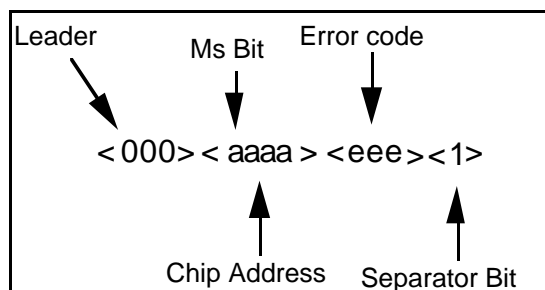 Leader Ms Bit Error code
<000>< aaaa > <eee ><1>
Chip Address Separator Bit